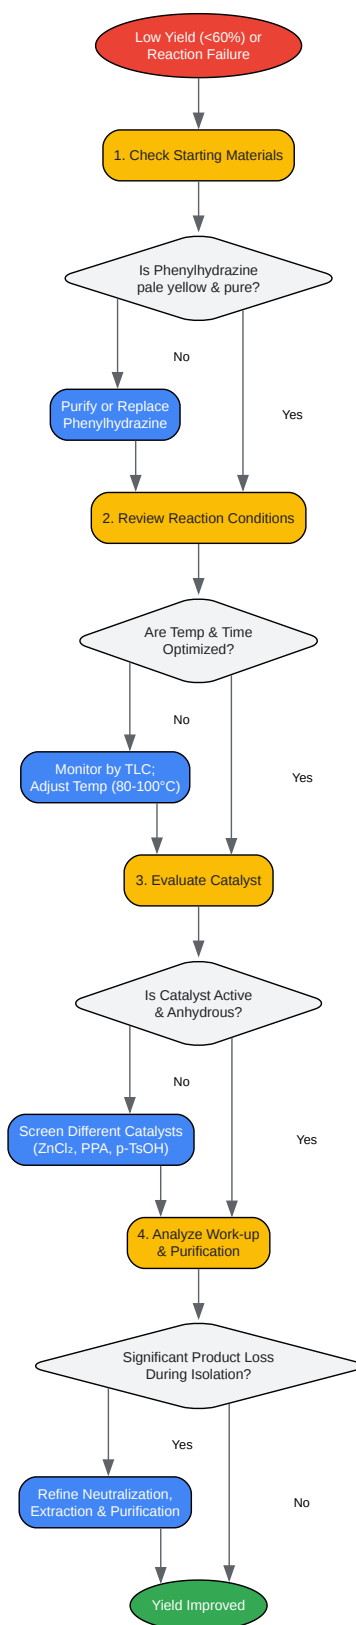 Low Yield (<60%) or
Reaction Failure
1. Check Starting Materials
Is Phenylhydrazine
pale yellow & pure?
No
Yes
Purify or Replace
Phenylhydrazine
2. Review Reaction Conditions
Are Temp & Time
Optimized?
No
Yes
Monitor by TLC;
Adjust Temp (80-100°C)
3. Evaluate Catalyst
Is Catalyst Active
& Anhydrous?
No
Yes
Screen Different Catalysts
(ZnCl₂, PPA, p-TsOH)
4. Analyze Work-up
& Purification
Significant Product Loss
During Isolation?
Yes
No
Refine Neutralization,
Extraction & Purification
Yield Improved